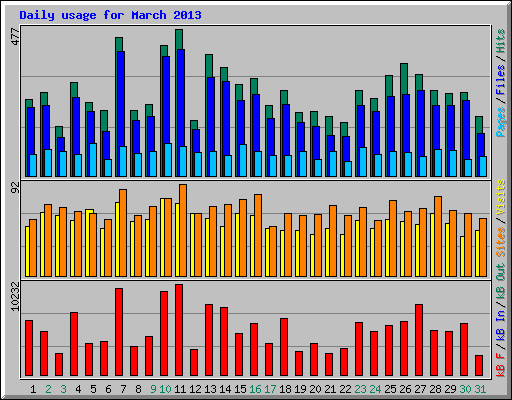 Daily usage for March 2013
477
Pages / Files / Hits
92
Sites / Visits
10232
kB F / kB In / kB Out
1 2 3 4 5 6 7 8 9 10 11 12 13 14 15 16 17 18 19 20 21 22 23 24 25 26 27 28 29 30 31